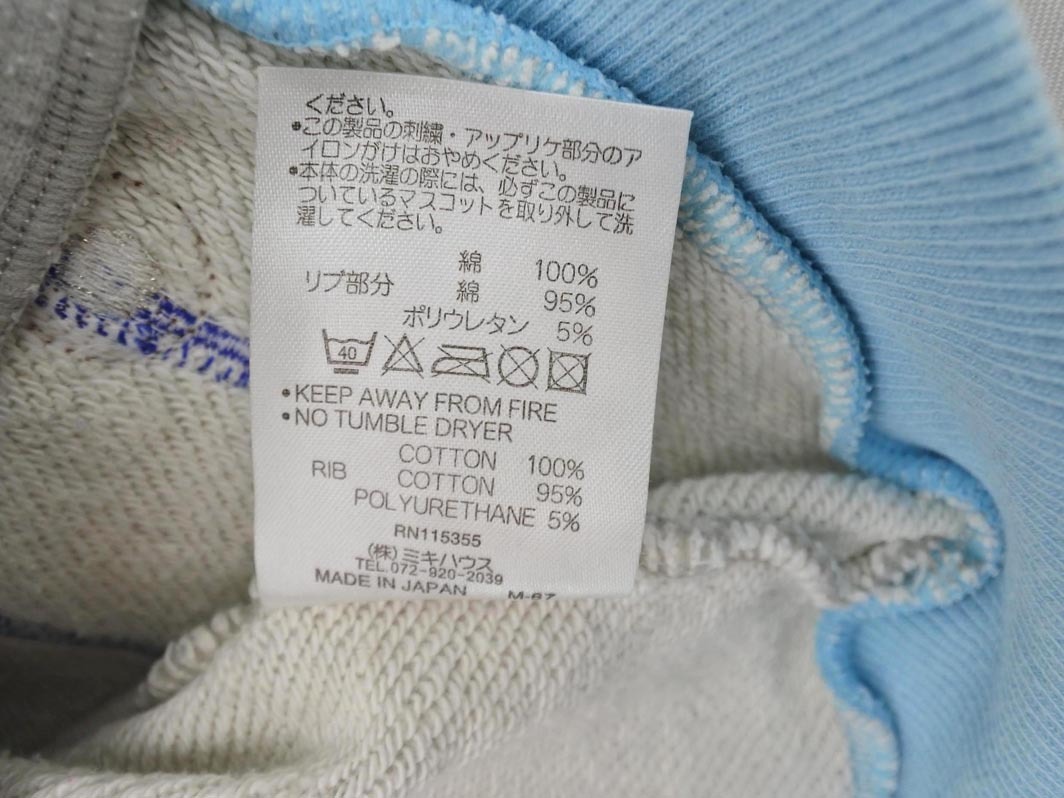 ください。
•この製品の刺繍・アップリケ部分のア
イロンがけはおやめください。
•本体の洗濯の際には、必ずこの製品に
ついているマスコットを取り外して洗
濯してください。
綿 100%
リブ部分 綿 95%
ポリウレタン 5%
40
•KEEP AWAY FROM FIRE
•NO TUMBLE DRYER
COTTON 100%
RIB COTTON 95%
POLYURETHANE 5%
RN115355
(株)ミキハウス
TEL.072-920-2039
MADE IN JAPAN